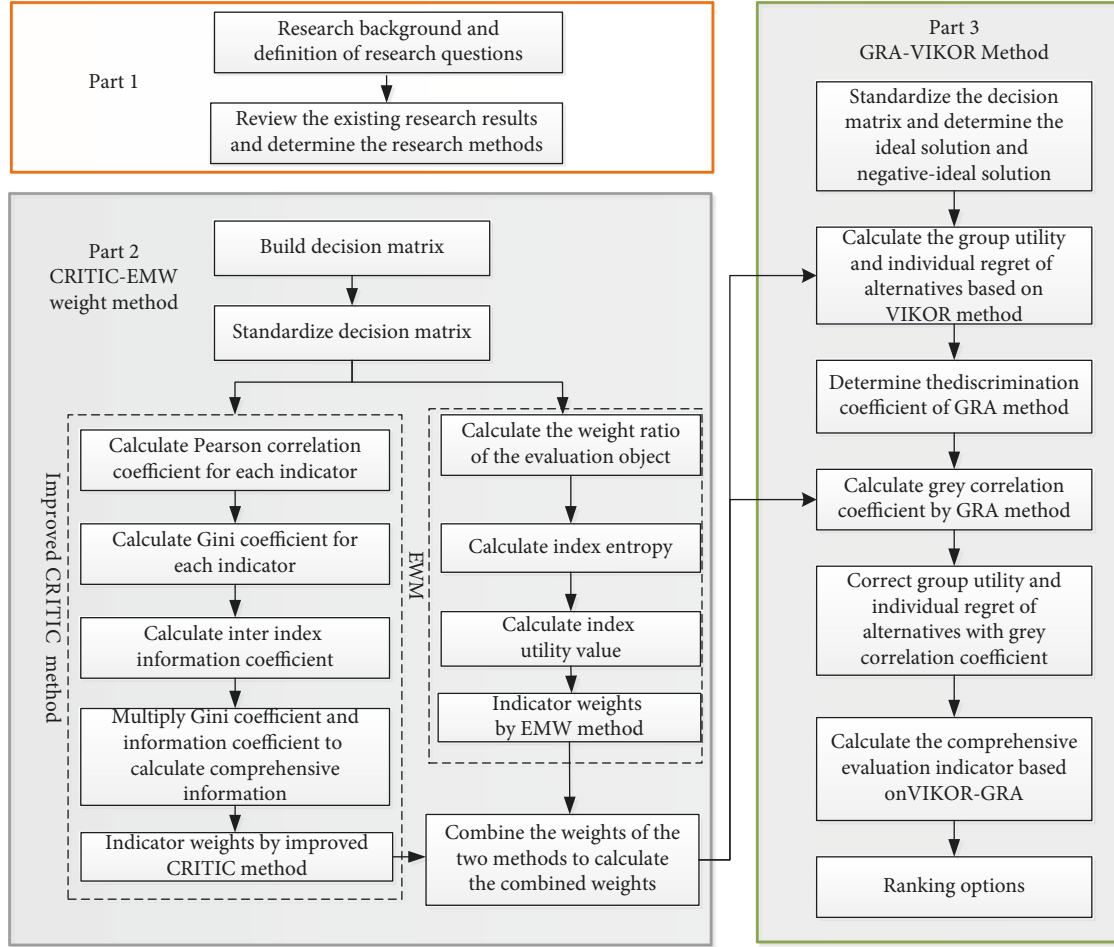 Part 1
Research background and
definition of research questions
Review the existing research results
and determine the research methods
Part 2
CRITIC-EMW
weight method
Build decision matrix
Standardize decision matrix
Improved CRITIC method
Calculate Pearson correlation
coefficient for each indicator
Calculate Gini coefficient for
each indicator
Calculate inter index
information coefficient
Multiply Gini coefficient and
information coefficient to
calculate comprehensive
information
Indicator weights by improved
CRITIC method
EWM
Calculate the weight ratio
of the evaluation object
Calculate index entropy
Calculate index
utility value
Indicator weights
by EMW method
Combine the weights of the
two methods to calculate
the combined weights
Part 3
GRA-VIKOR Method
Standardize the decision
matrix and determine the
ideal solution and
negative-ideal solution
Calculate the group utility
and individual regret of
alternatives based on
VIKOR method
Determine thediscrimination
coefficient of GRA method
Calculate grey correlation
coefficient by GRA method
Correct group utility and
individual regret of
alternatives with grey
correlation coefficient
Calculate the comprehensive
evaluation indicator based
onVIKOR-GRA
Ranking options